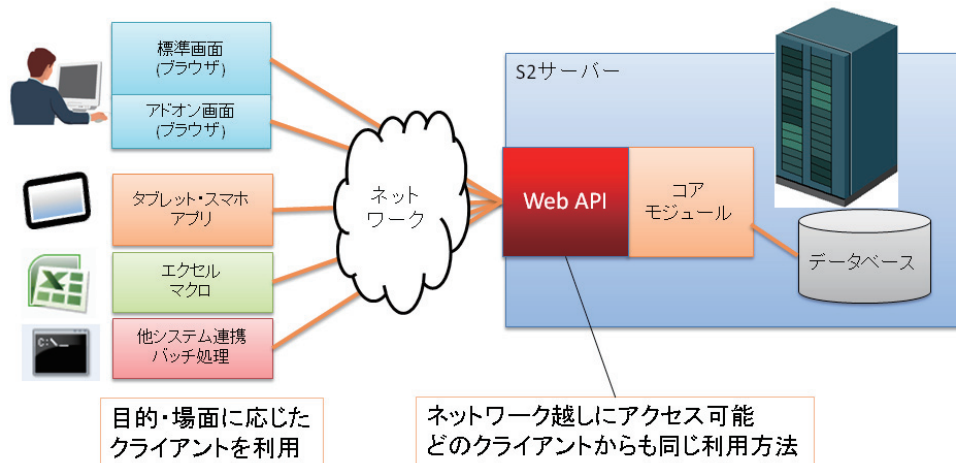 標準画面
(ブラウザ)
アドオン画面
(ブラウザ)
タブレット・スマホ
アプリ
エクセル
マクロ
C:\_
他システム連携
バッチ処理
ネット
ワーク
S2サーバー
Web API
コア
モジュール
データベース
目的・場面に応じた
クライアントを利用
ネットワーク越しにアクセス可能
どのクライアントからも同じ利用方法